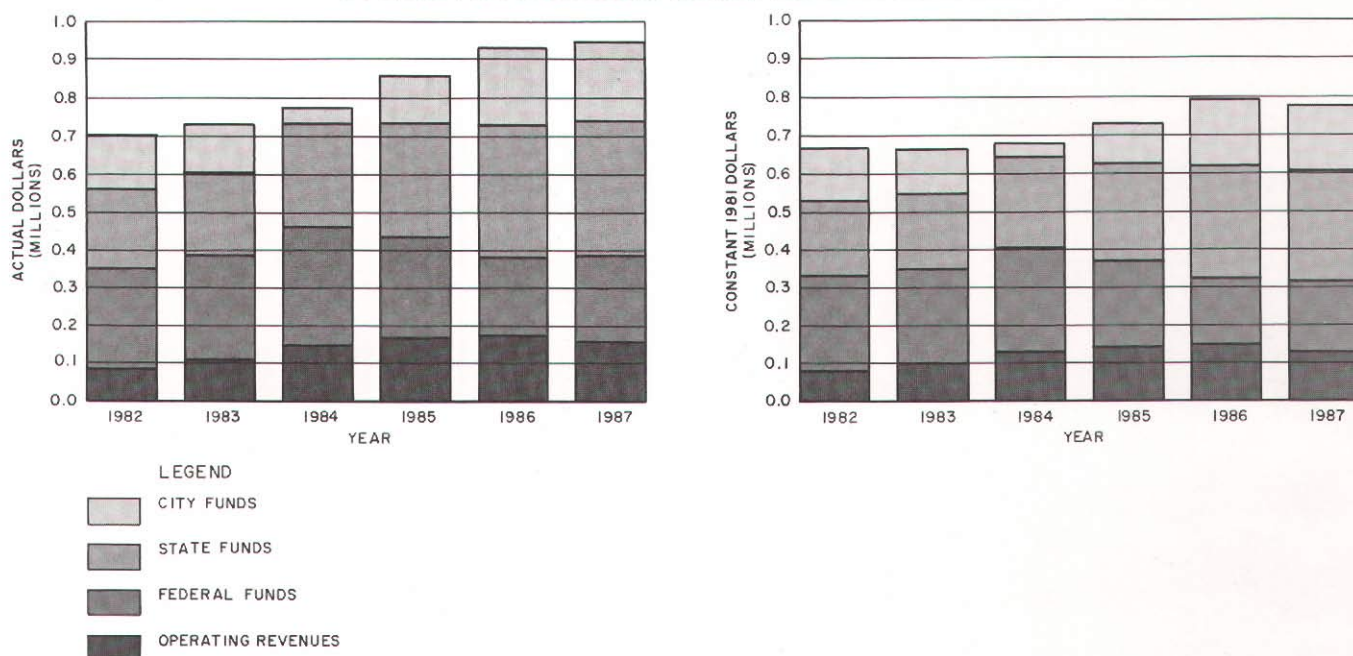 ACTUAL DOLLARS
(MILLIONS)
1.0
0.9
0.8
0.7
0.6
0.5
0.4
0.3
0.2
0.1
0.0
1982 1983 1984 1985 1986 1987
YEAR
CONSTANT 1981 DOLLARS
(MILLIONS)
1.0
0.9
0.8
0.7
0.6
0.5
0.4
0.3
0.2
0.1
0.0
1982 1983 1984 1985 1986 1987
YEAR
LEGEND
CITY FUNDS
STATE FUNDS
FEDERAL FUNDS
OPERATING REVENUES